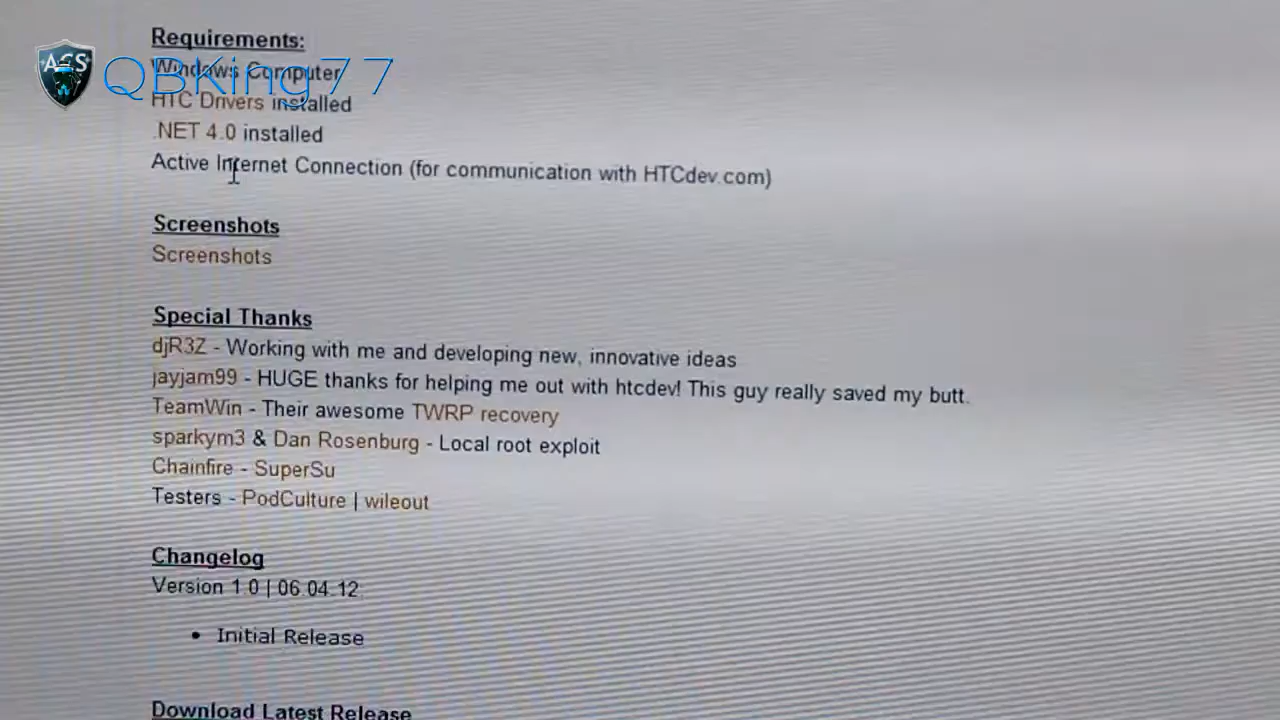 Requirements:
ACS
QBKing77
Windows Computer
HTC Drivers installed
.NET 4.0 installed
Active Internet Connection (for communication with HTCdev.com)
Screenshots
Screenshots
Special Thanks
djR3Z - Working with me and developing new, innovative ideas
jayjam99 - HUGE thanks for helping me out with htcdev! This guy really saved my butt.
TeamWin - Their awesome TWRP recovery
sparkym3 & Dan Rosenburg - Local root exploit
Chainfire - SuperSu
Testers - PodCulture | wileout
Changelog
Version 1.0 | 06.04.12:
• Initial Release
Download Latest Release